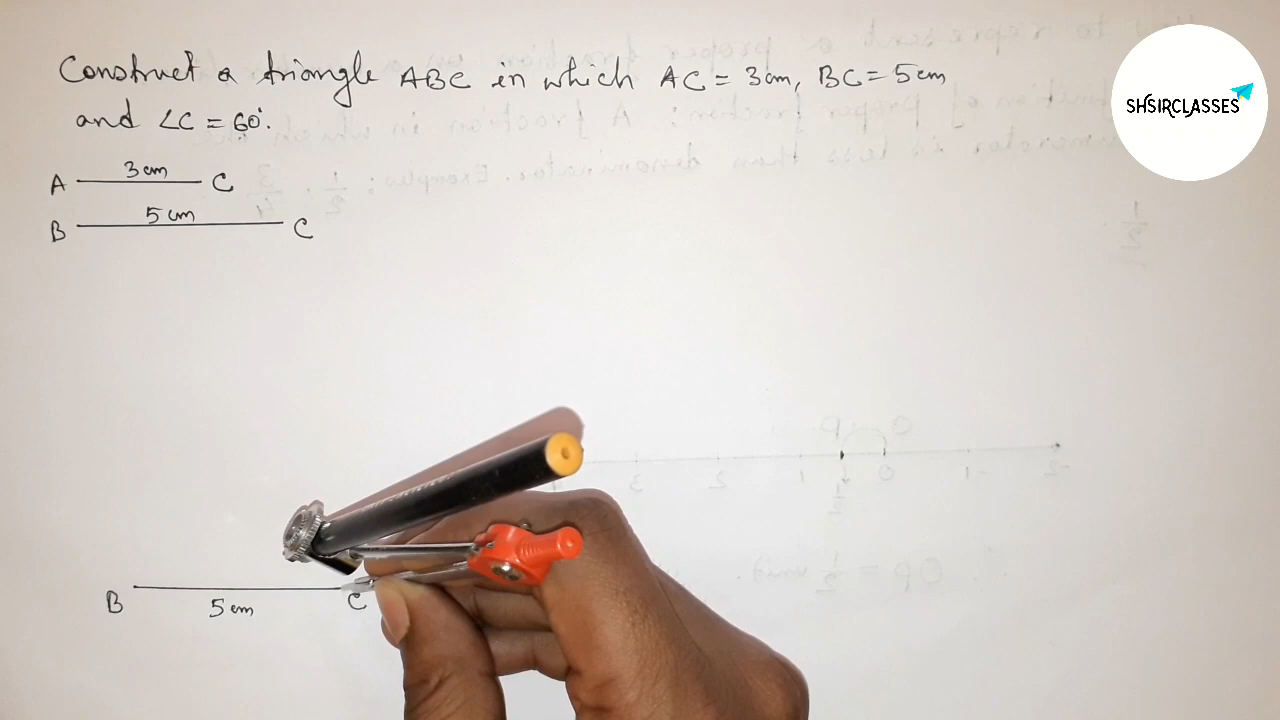 Construct a triangle ABC in which AC = 3cm, BC = 5cm
and ∠C = 60°.
A 3cm C
B 5cm C
B 5cm C
SHSIRCLASSES